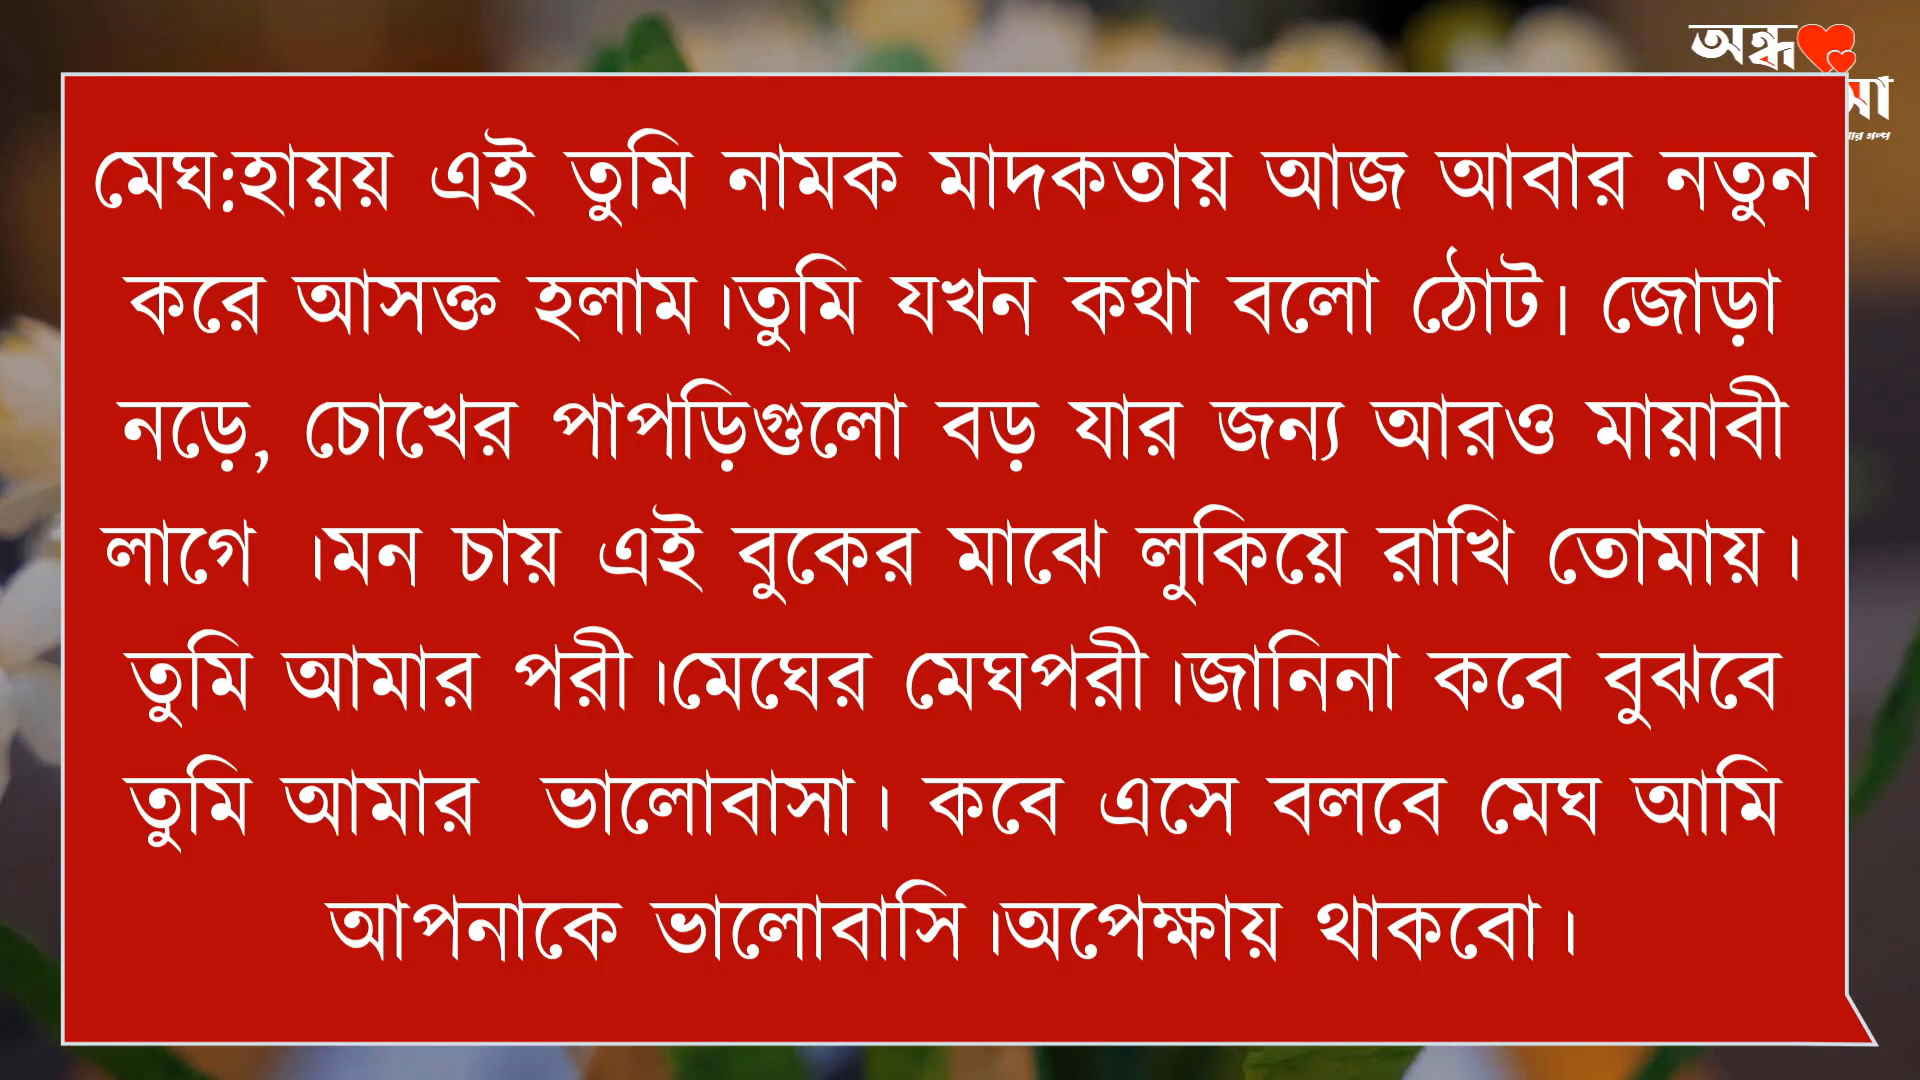 অন্ধ
মেঘ:হায়য় এই তুমি নামক মাদকতায় আজ আবার নতুন
করে আসক্ত হলাম।তুমি যখন কথা বলো ঠোট। জোড়া
নড়ে, চোখের পাপড়িগুলো বড় যার জন্য আরও মায়াবী
লাগে ।মন চায় এই বুকের মাঝে লুকিয়ে রাখি তোমায়।
তুমি আমার পরী।মেঘের মেঘপরী।জানিনা কবে বুঝবে
তুমি আমার ভালোবাসা। কবে এসে বলবে মেঘ আমি
আপনাকে ভালোবাসি।অপেক্ষায় থাকবো।